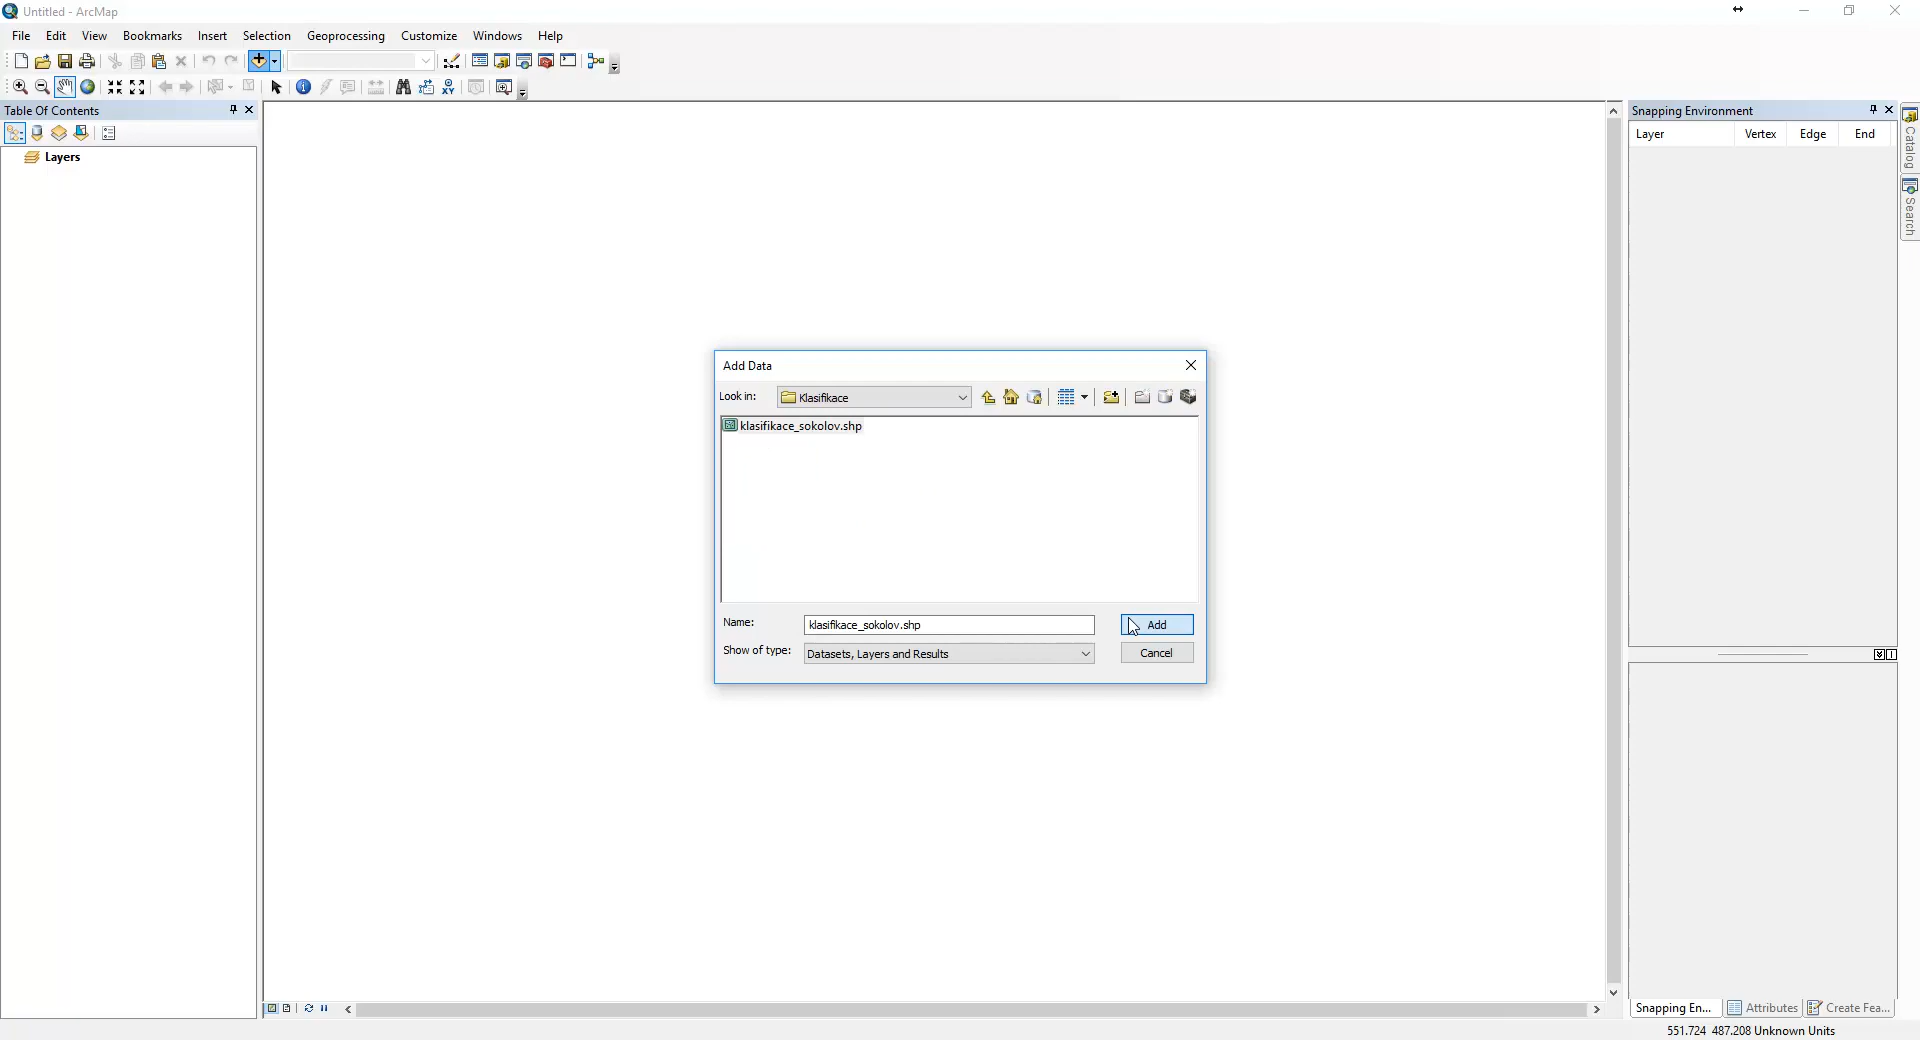 Untitled - ArcMap
File Edit View Bookmarks Insert Selection Geoprocessing Customize Windows Help
Table Of Contents
Layers
Snapping Environment
Layer Vertex Edge End
Catalog
Search
Add Data
Look in: Klasifikace
klasifikace_sokolov.shp
Name: klasifikace_sokolov.shp Add
Show of type: Datasets, Layers and Results Cancel
Snapping En... Attributes Create Fea...
551.724 487.208 Unknown Units